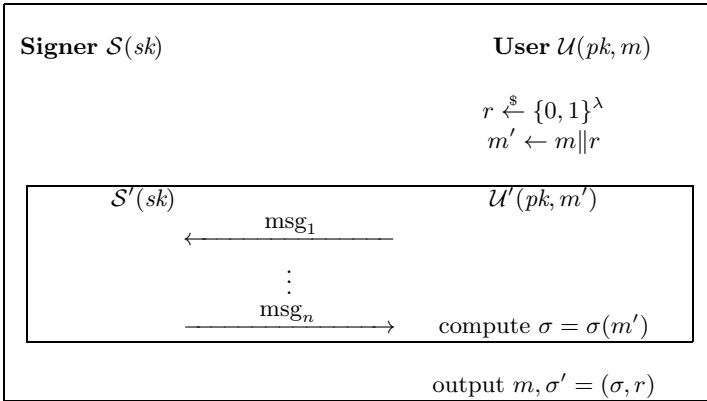 Signer S(sk) User U(pk, m)
r ←$ {0, 1}^λ
m′ ← m∥r
S′(sk) U′(pk, m′)
msg₁
⋮
msgₙ
compute σ = σ(m′)
output m, σ′ = (σ, r)